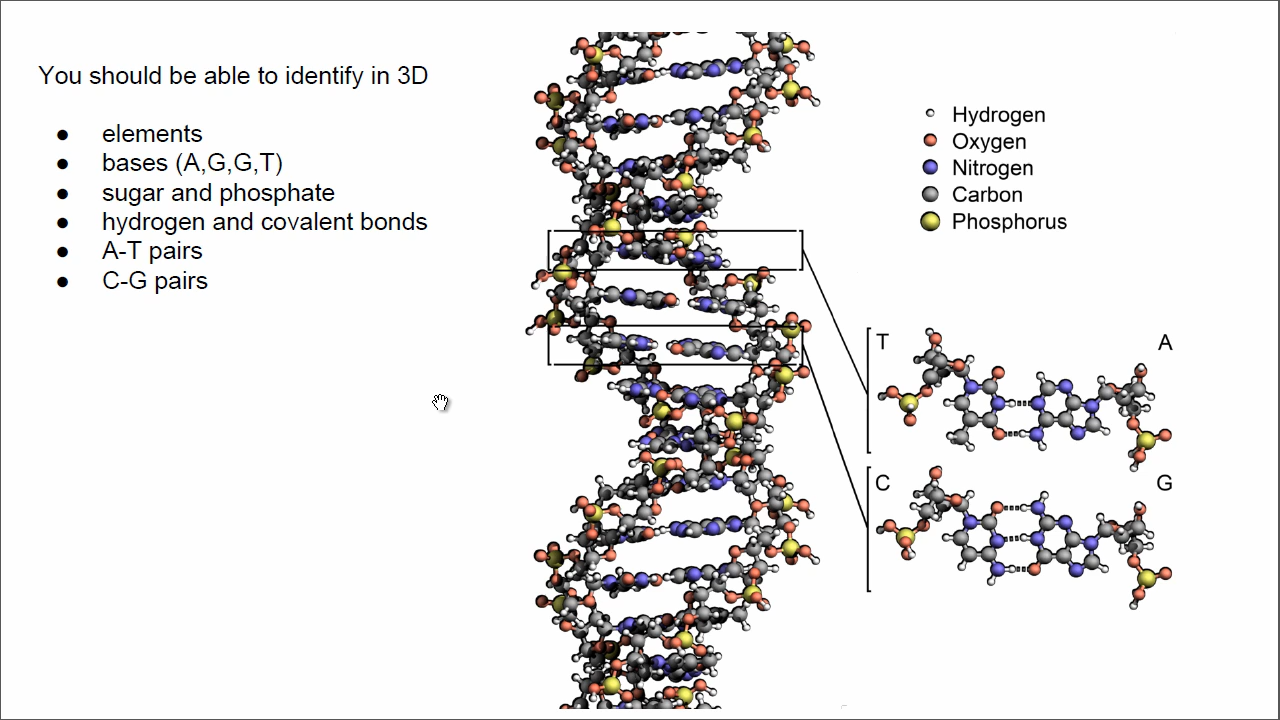 You should be able to identify in 3D
● elements
● bases (A,G,G,T)
● sugar and phosphate
● hydrogen and covalent bonds
● A-T pairs
● C-G pairs
Hydrogen
Oxygen
Nitrogen
Carbon
Phosphorus
T A
C G